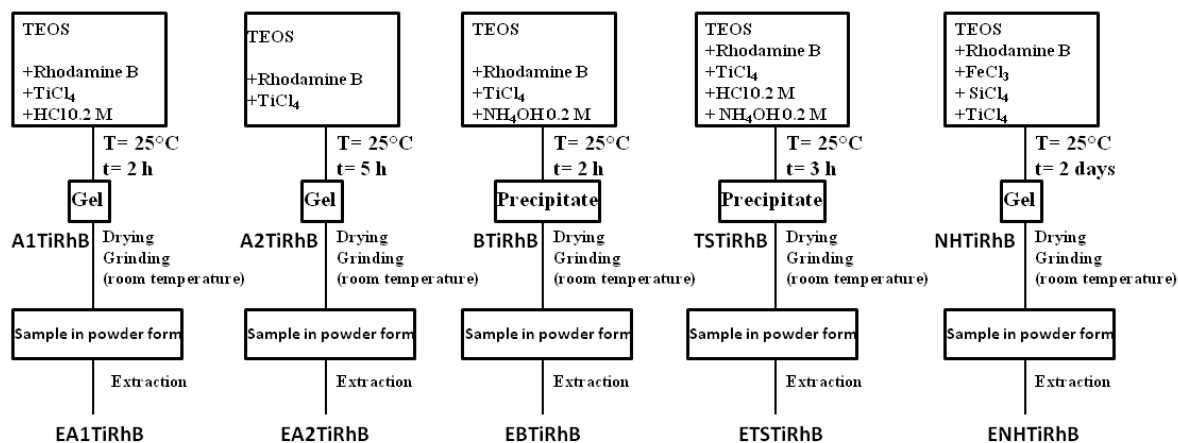 TEOS
+Rhodamine B
+TiCl4
+HCl0.2 M
T= 25°C
t= 2 h
Gel
A1TiRhB
Drying
Grinding
(room temperature)
Sample in powder form
Extraction
EA1TiRhB
TEOS
+Rhodamine B
+TiCl4
T= 25°C
t= 5 h
Gel
A2TiRhB
Drying
Grinding
(room temperature)
Sample in powder form
Extraction
EA2TiRhB
TEOS
+Rhodamine B
+TiCl4
+NH4OH 0.2 M
T= 25°C
t= 2 h
Precipitate
BTiRhB
Drying
Grinding
(room temperature)
Sample in powder form
Extraction
EBTiRhB
TEOS
+Rhodamine B
+TiCl4
+HCl0.2 M
+ NH4OH 0.2 M
T= 25°C
t= 3 h
Precipitate
TSTiRhB
Drying
Grinding
(room temperature)
Sample in powder form
Extraction
ETSTiRhB
TEOS
+Rhodamine B
+FeCl3
+ SiCl4
+TiCl4
T= 25°C
t= 2 days
Gel
NHTiRhB
Drying
Grinding
(room temperature)
Sample in powder form
Extraction
ENHTiRhB